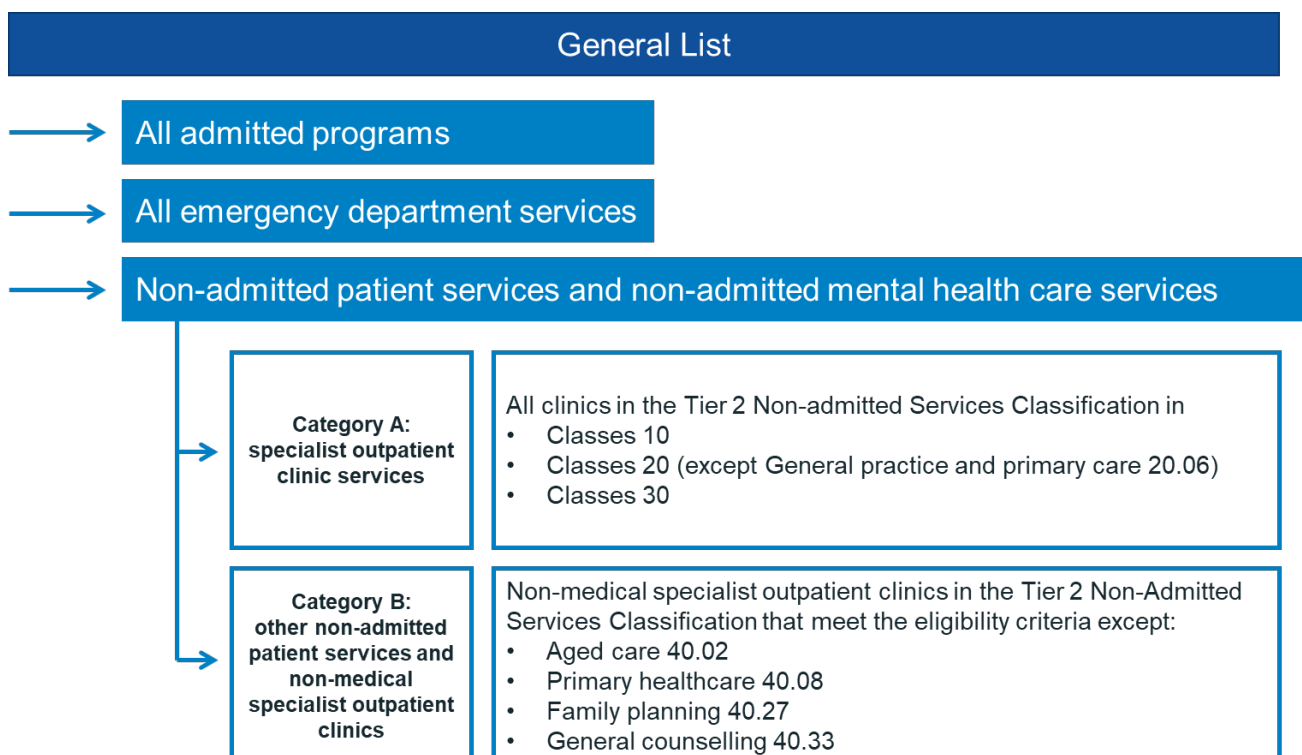 General List
All admitted programs
All emergency department services
Non-admitted patient services and non-admitted mental health care services
Category A:
specialist outpatient
clinic services
All clinics in the Tier 2 Non-admitted Services Classification in
• Classes 10
• Classes 20 (except General practice and primary care 20.06)
• Classes 30
Category B:
other non-admitted
patient services and
non-medical
specialist outpatient
clinics
Non-medical specialist outpatient clinics in the Tier 2 Non-Admitted
Services Classification that meet the eligibility criteria except:
• Aged care 40.02
• Primary healthcare 40.08
• Family planning 40.27
• General counselling 40.33